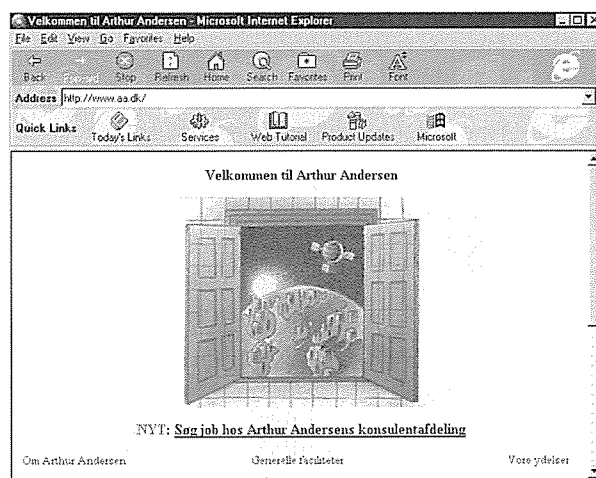 Velkommen til Arthur Andersen - Microsoft Internet Explorer
File Edit View Go Favorites Help
Back Forward Stop Refresh Home Search Favorites Print Font
Address http://www.aa.dk/
Quick Links Today's Links Services Web Tutorial Product Updates Microsoft
Velkommen til Arthur Andersen
NYT: Søg job hos Arthur Andersens konsulentafdeling
Om Arthur Andersen Generelle faciliteter Vore ydelser